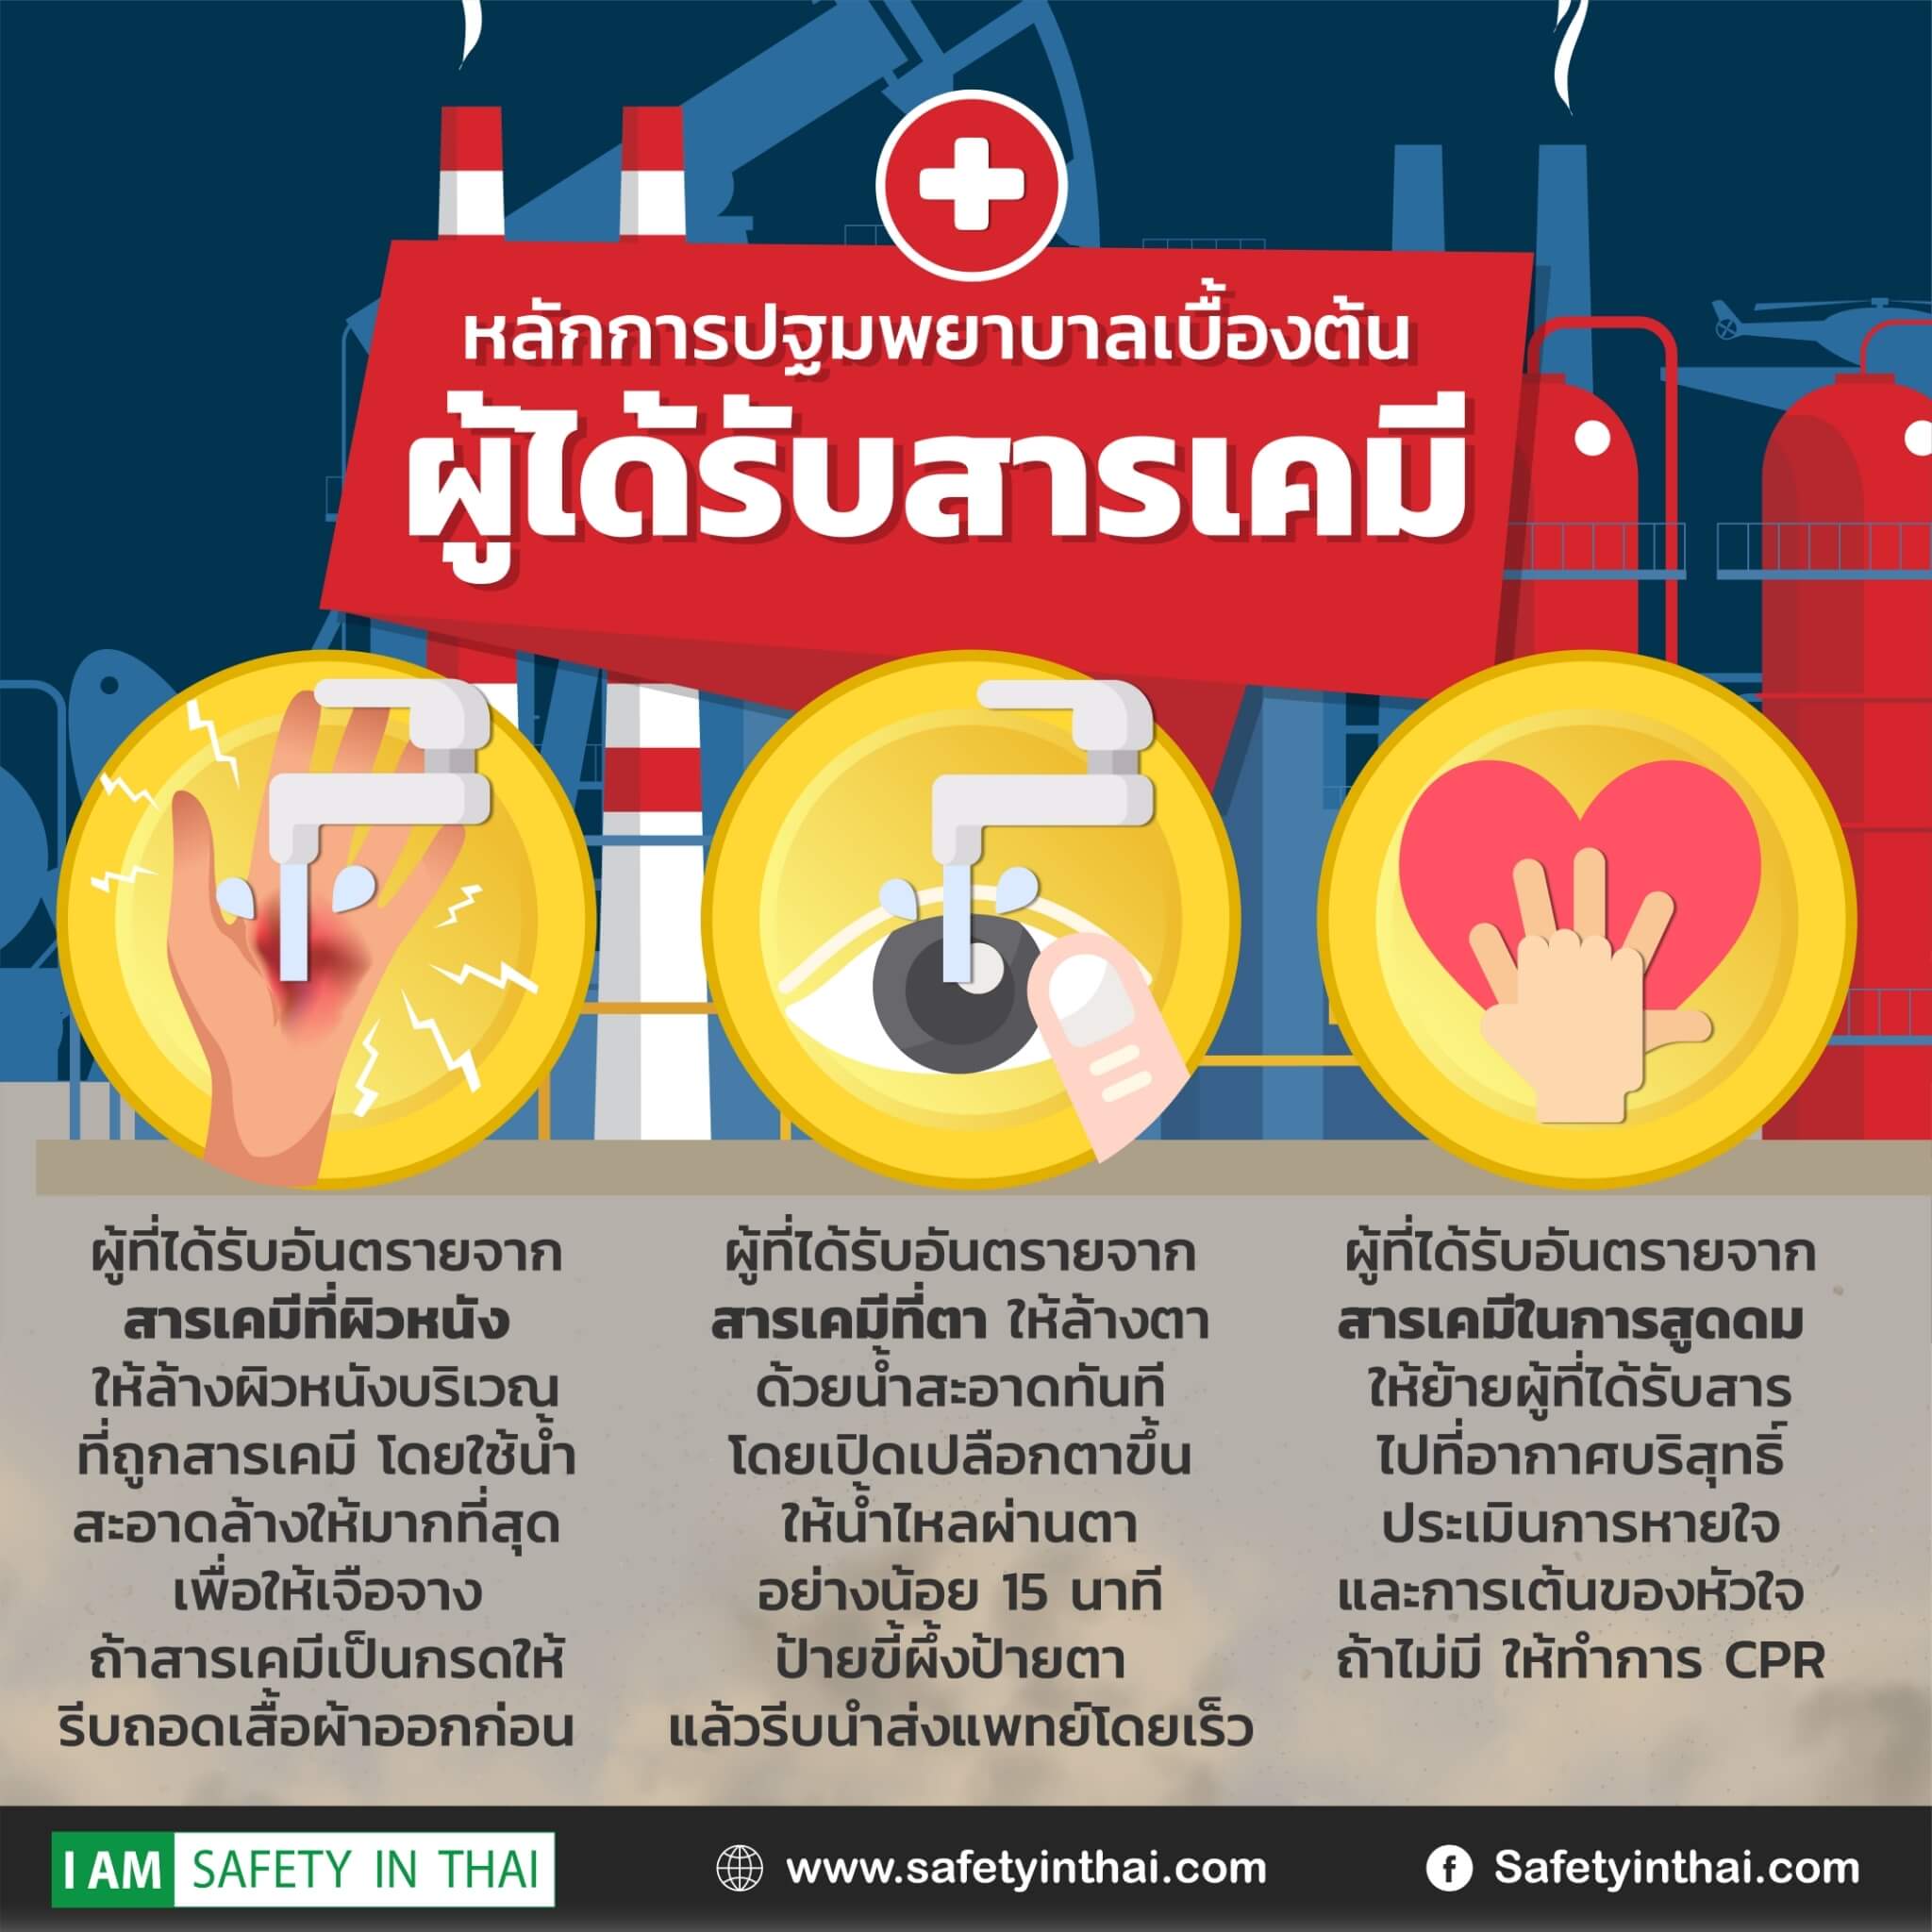 หลักการปฐมพยาบาลเบื้องต้น
ผู้ได้รับสารเคมี
ผู้ที่ได้รับอันตรายจาก
สารเคมีที่ผิวหนัง
ให้ล้างผิวหนังบริเวณ
ที่ถูกสารเคมี โดยใช้น้ำ
สะอาดล้างให้มากที่สุด
เพื่อให้เจือจาง
ถ้าสารเคมีเป็นกรดให้
รีบถอดเสื้อผ้าออกก่อน
ผู้ที่ได้รับอันตรายจาก
สารเคมีที่ตา ให้ล้างตา
ด้วยน้ำสะอาดทันที
โดยเปิดเปลือกตาขึ้น
ให้น้ำไหลผ่านตา
อย่างน้อย 15 นาที
ป้ายขี้ผึ้งป้ายตา
แล้วรีบนำส่งแพทย์โดยเร็ว
ผู้ที่ได้รับอันตรายจาก
สารเคมีในการสูดดม
ให้ย้ายผู้ที่ได้รับสาร
ไปที่อากาศบริสุทธิ์
ประเมินการหายใจ
และการเต้นของหัวใจ
ถ้าไม่มี ให้ทำการ CPR
I AM SAFETY IN THAI
www.safetyinthai.com
Safetyinthai.com